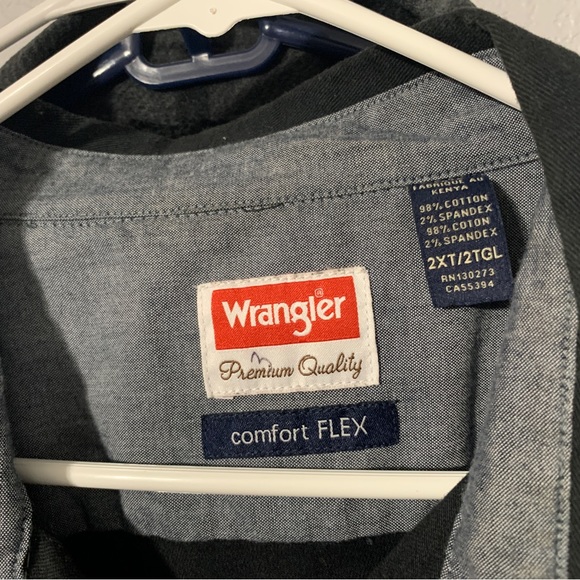 FABRIQUÉ AU
KENYA
98% COTTON
2% SPANDEX
98% COTON
2% SPANDEX
2XT/2TGL
RN130273
CA55394
Wrangler®
Premium Quality
comfort FLEX